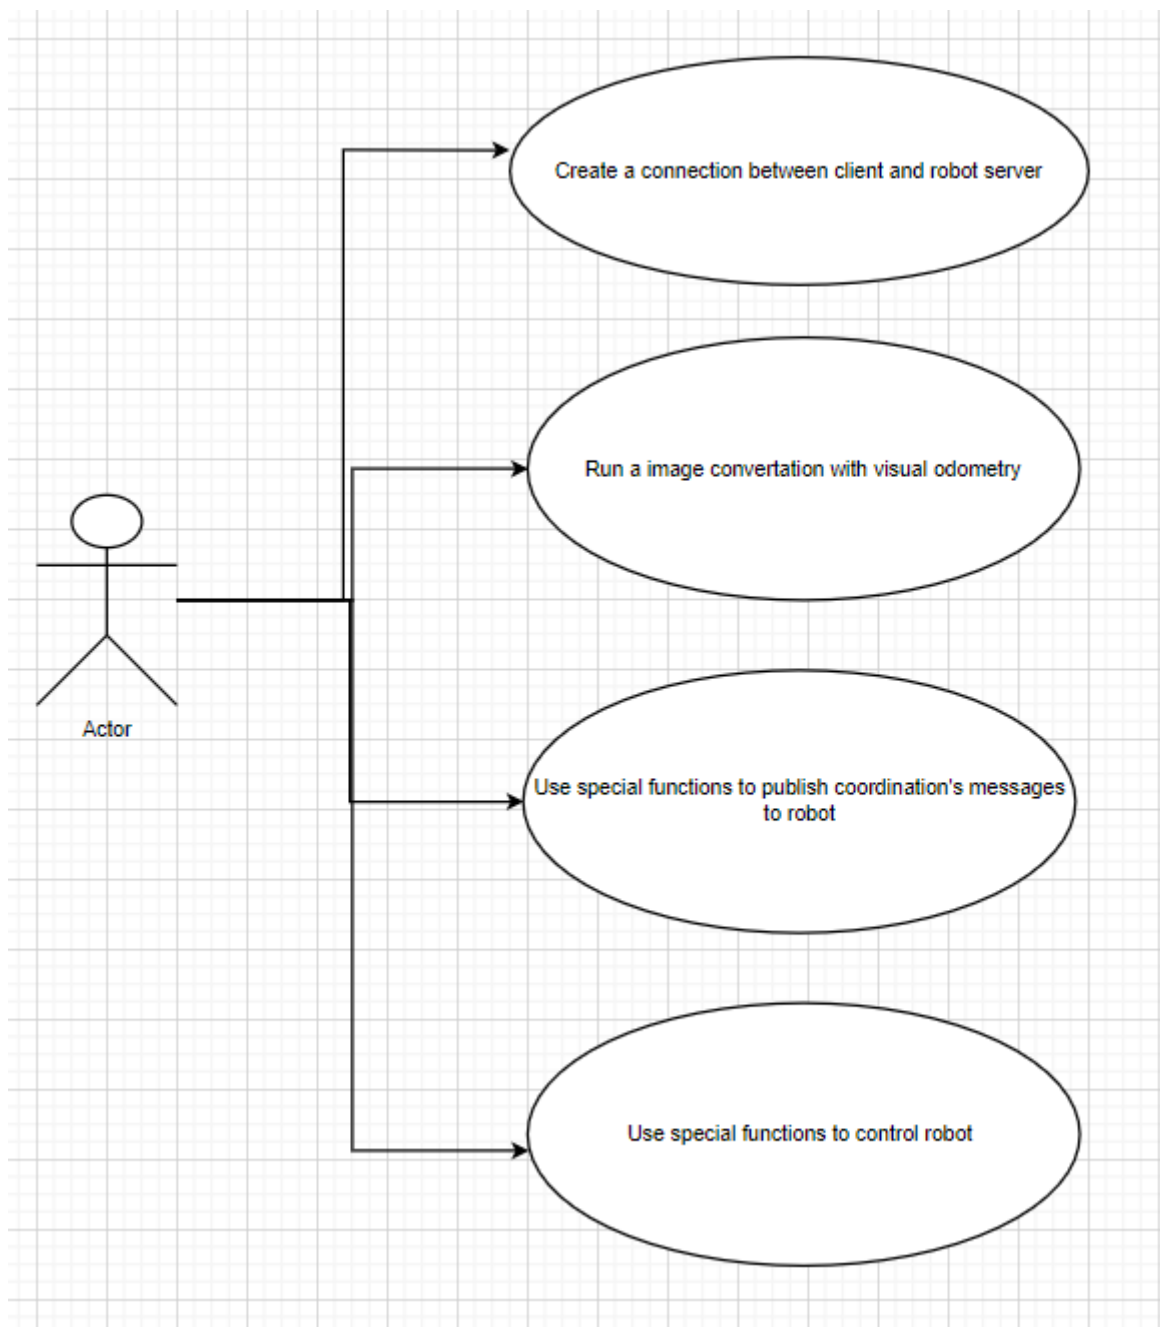 Create a connection between client and robot server
Run a image convertation with visual odometry
Actor
Use special functions to publish coordination's messages
to robot
Use special functions to control robot